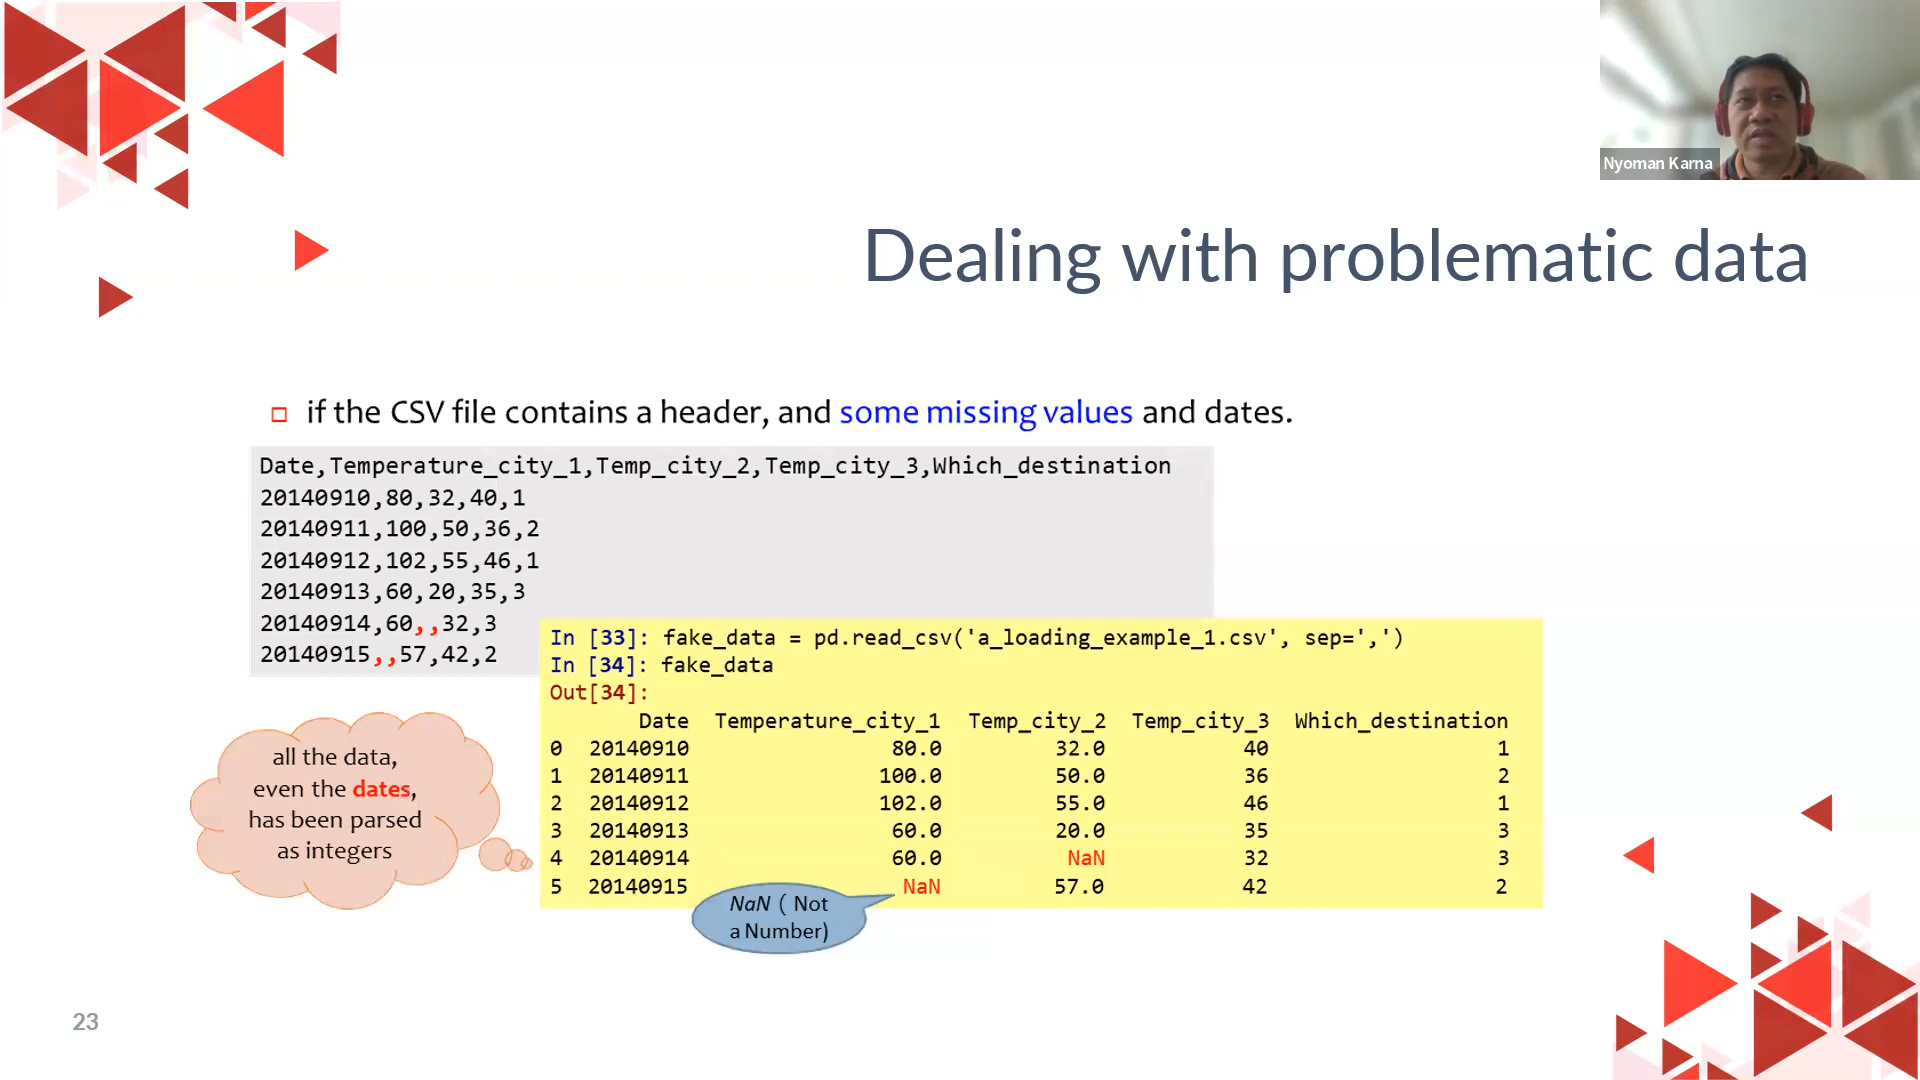 Nyoman Karna
Dealing with problematic data
if the CSV file contains a header, and some missing values and dates.
Date,Temperature_city_1,Temp_city_2,Temp_city_3,Which_destination
20140910,80,32,40,1
20140911,100,50,36,2
20140912,102,55,46,1
20140913,60,20,35,3
20140914,60,,32,3
20140915,,57,42,2
In [33]: fake_data = pd.read_csv('a_loading_example_1.csv', sep=',')
In [34]: fake_data
Out[34]:
Date Temperature_city_1 Temp_city_2 Temp_city_3 Which_destination
0 20140910 80.0 32.0 40 1
1 20140911 100.0 50.0 36 2
2 20140912 102.0 55.0 46 1
3 20140913 60.0 20.0 35 3
4 20140914 60.0 NaN 32 3
5 20140915 NaN 57.0 42 2
all the data,
even the dates,
has been parsed
as integers
NaN ( Not
a Number)
23